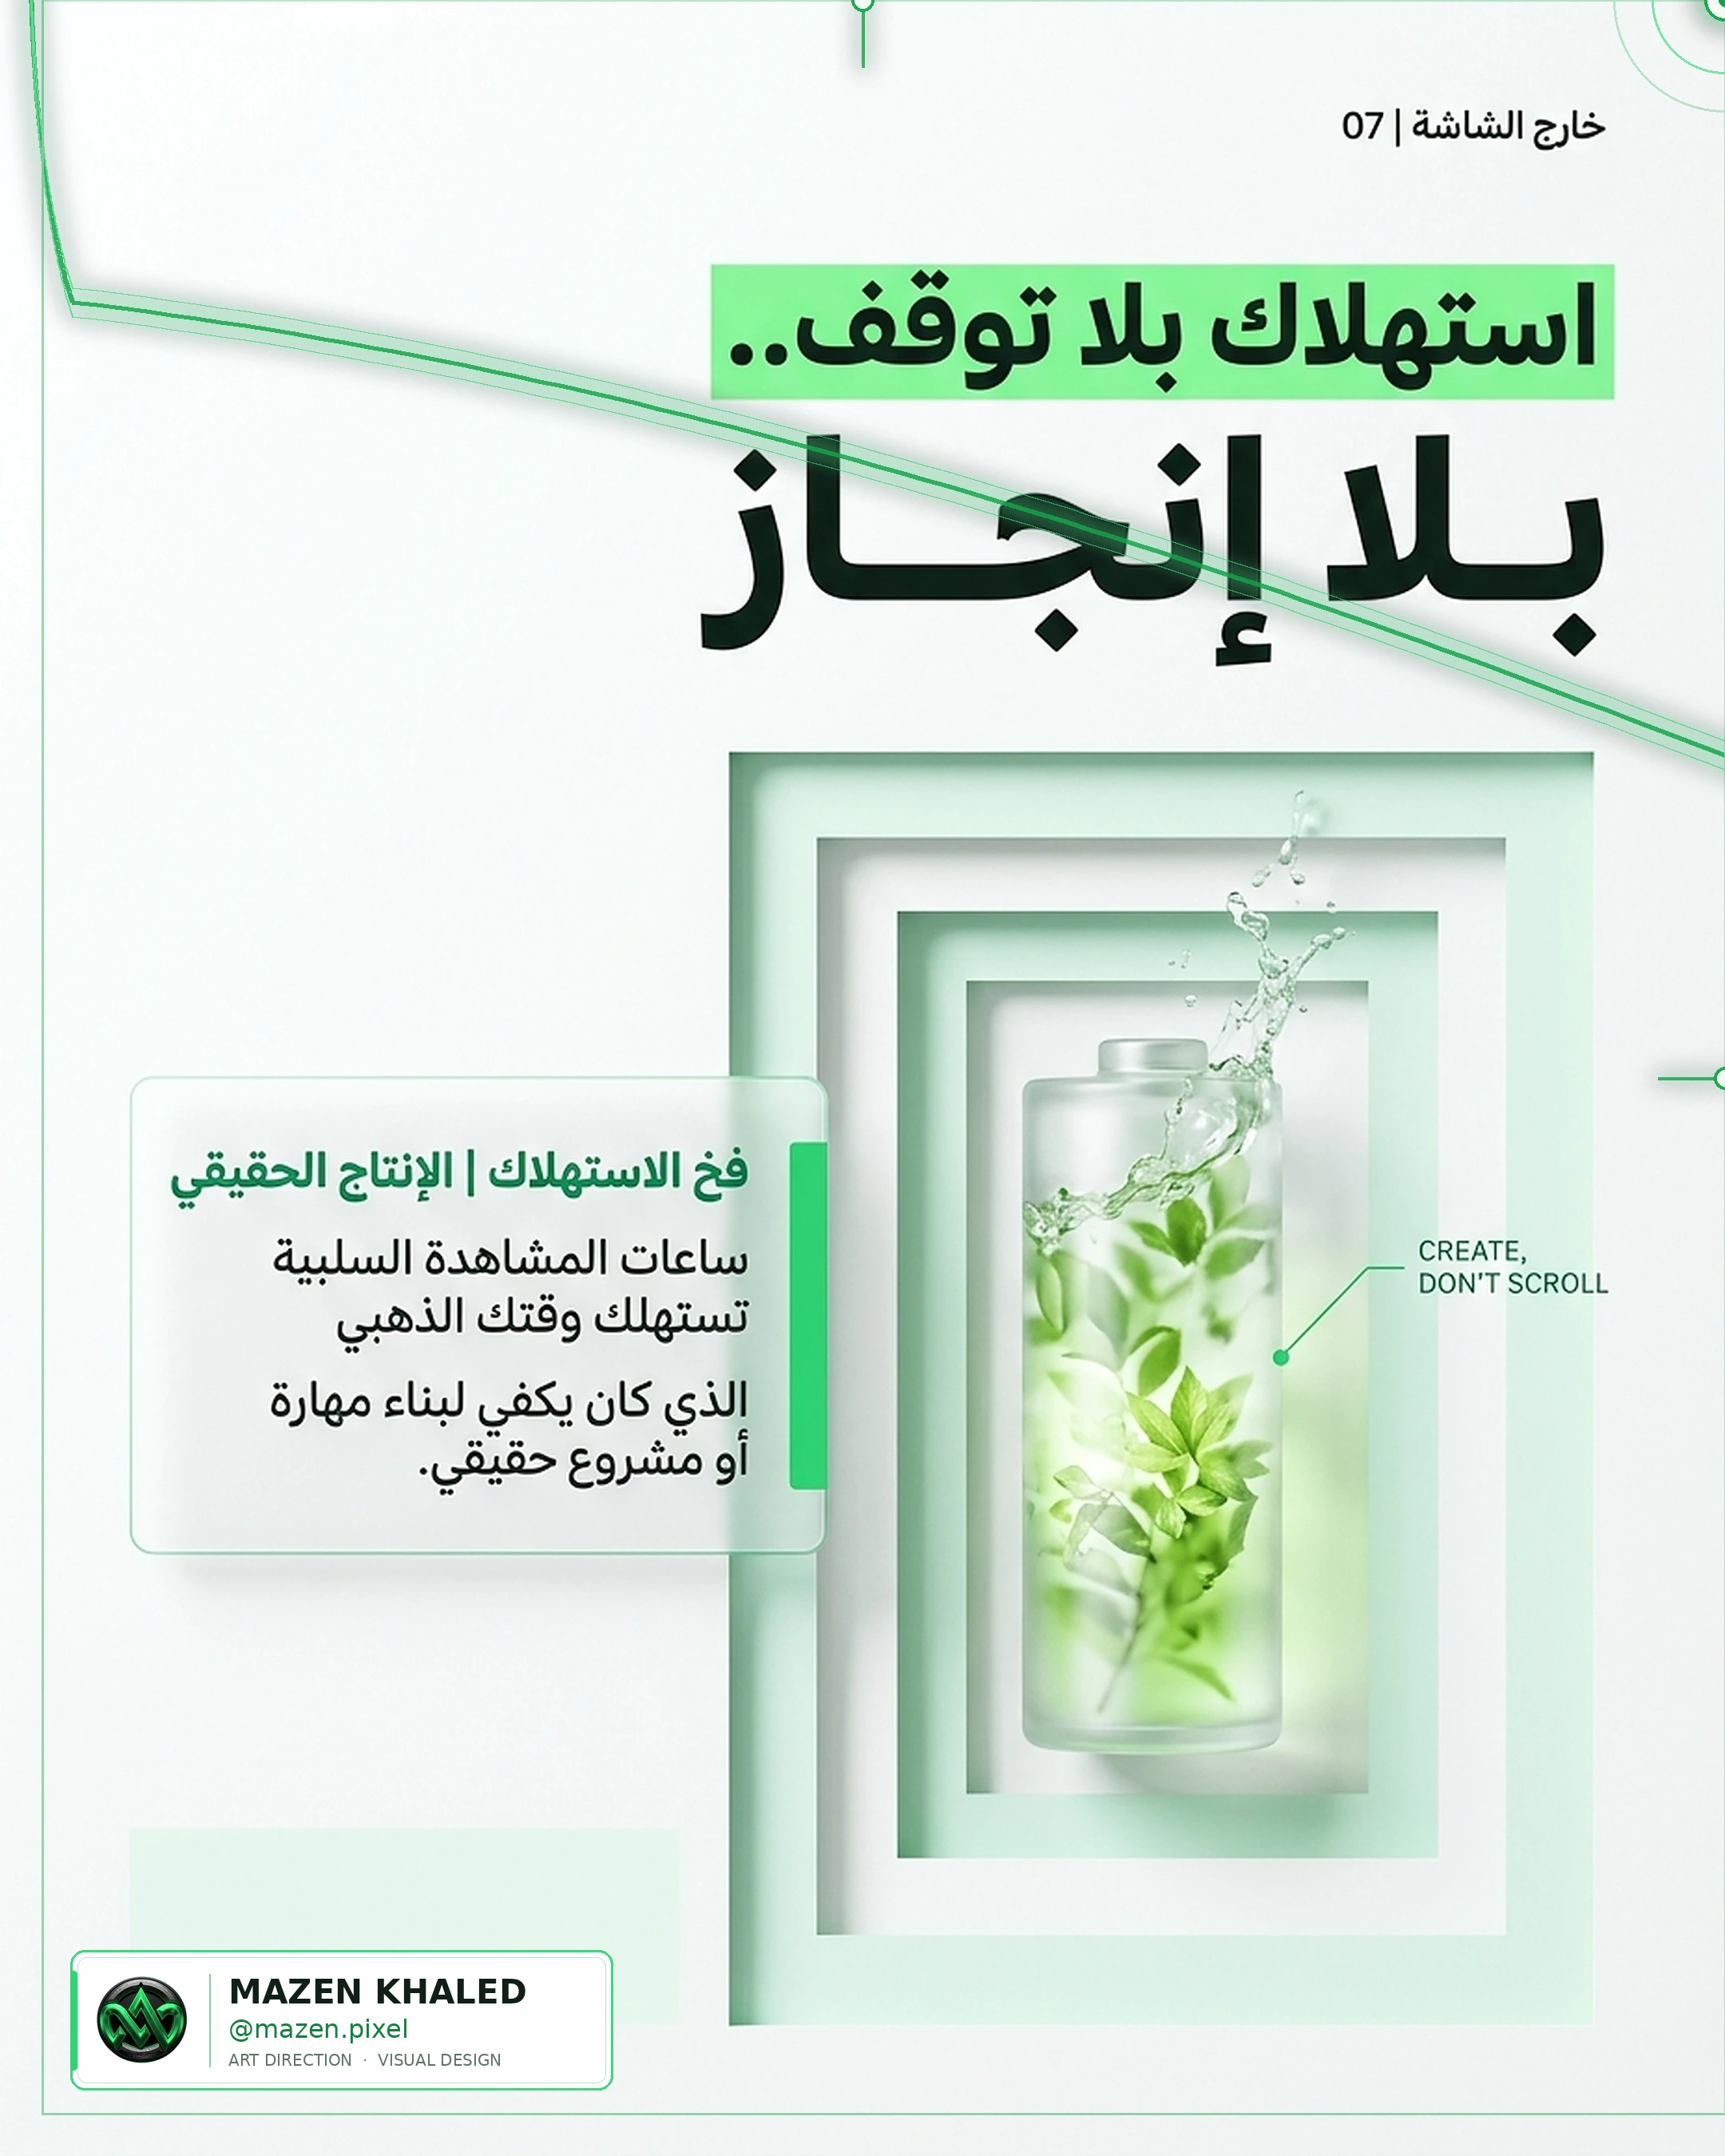 خارج الشاشة | 07
استهلاك بلا توقف..
بـلا إنجـاز
فخ الاستهلاك | الإنتاج الحقيقي
ساعات المشاهدة السلبية
تستهلك وقتك الذهبي
الذي كان يكفي لبناء مهارة
أو مشروع حقيقي.
CREATE,
DON'T SCROLL
MAZEN KHALED
@mazen.pixel
ART DIRECTION · VISUAL DESIGN